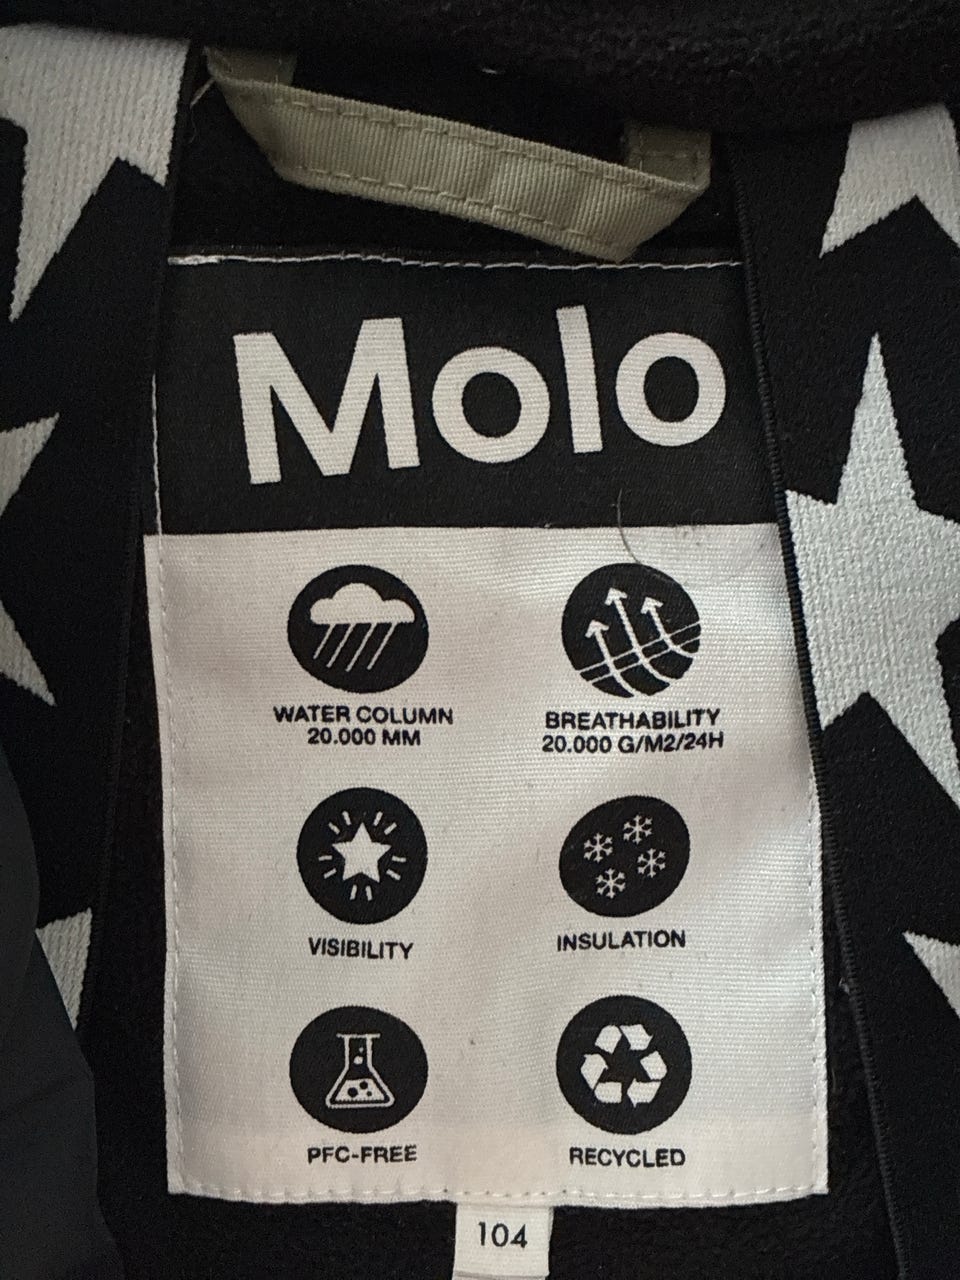 Molo
WATER COLUMN
20.000 MM
BREATHABILITY
20.000 G/M2/24H
VISIBILITY
INSULATION
PFC-FREE
RECYCLED
104